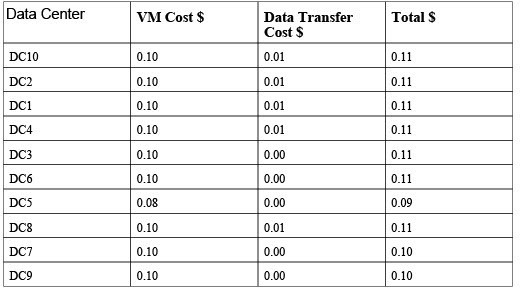 Data Center VM Cost $ Data Transfer Cost $ Total $
DC10 0.10 0.01 0.11
DC2 0.10 0.01 0.11
DC1 0.10 0.01 0.11
DC4 0.10 0.01 0.11
DC3 0.10 0.00 0.11
DC6 0.10 0.00 0.11
DC5 0.08 0.00 0.09
DC8 0.10 0.01 0.11
DC7 0.10 0.00 0.10
DC9 0.10 0.00 0.10